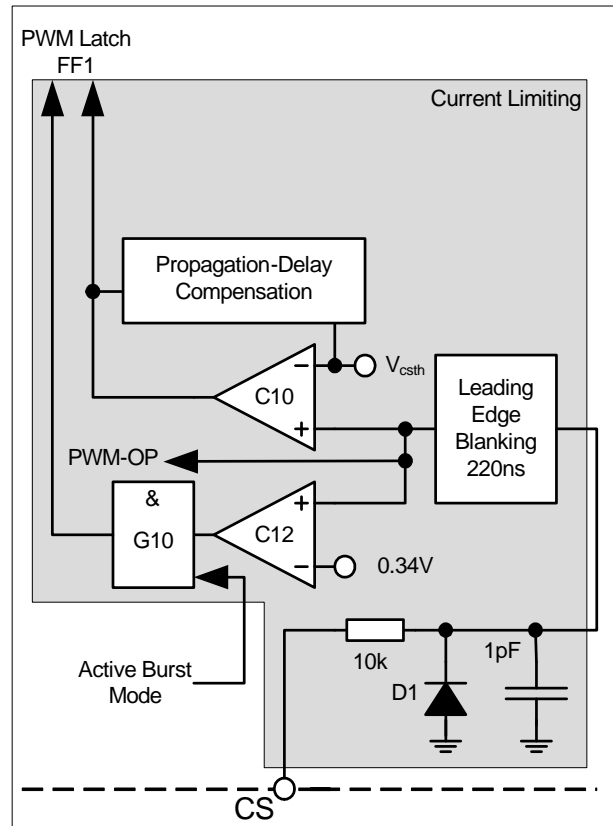 PWM Latch
FF1
Current Limiting
Propagation-Delay
Compensation
−
Vcsth
C10
+
Leading
Edge
Blanking
220ns
PWM-OP
&
G10
+
C12
−
0.34V
10k
1pF
D1
Active Burst
Mode
CS